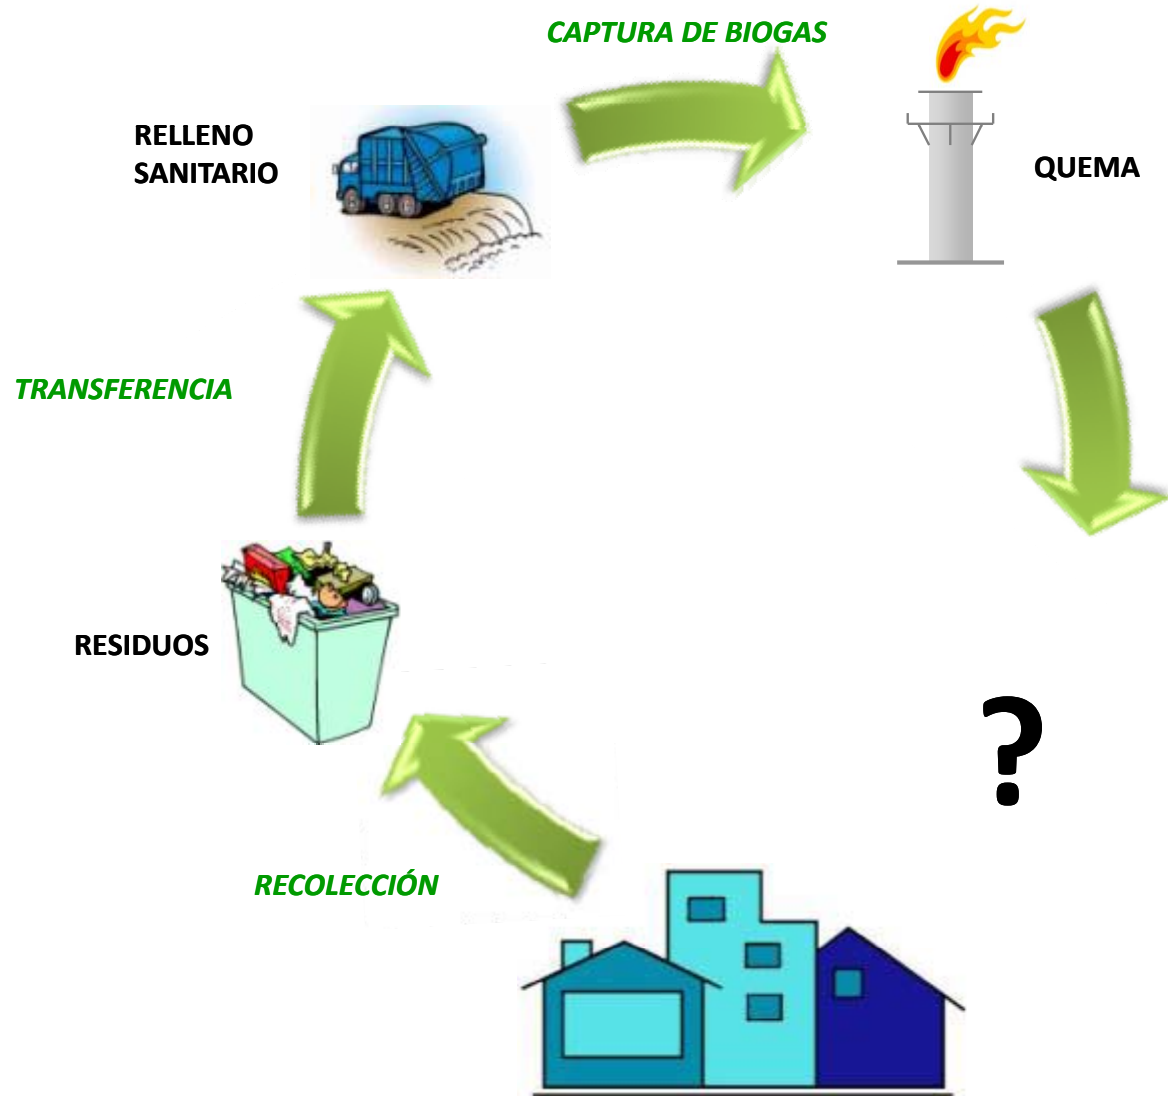 CAPTURA DE BIOGAS
RELLENO
SANITARIO
QUEMA
TRANSFERENCIA
RESIDUOS
?
RECOLECCIÓN